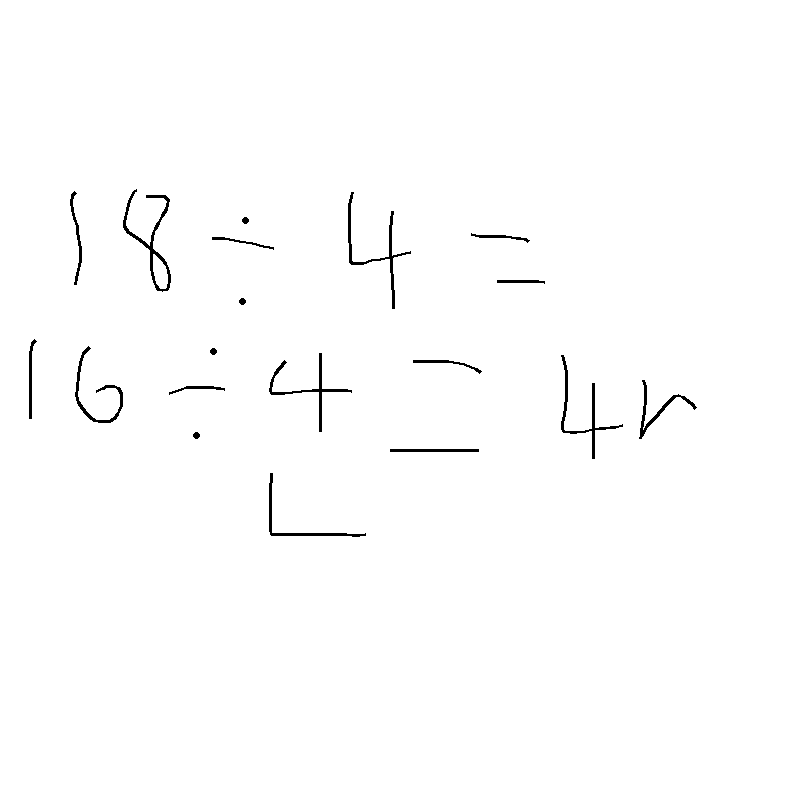 18 ÷ 4 =
16 ÷ 4 = 4r